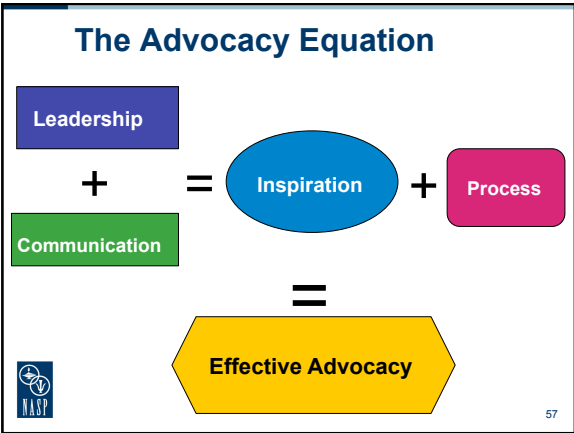 The Advocacy Equation
Leadership
+
Communication
=
Inspiration
+
Process
=
Effective Advocacy
NASP
57